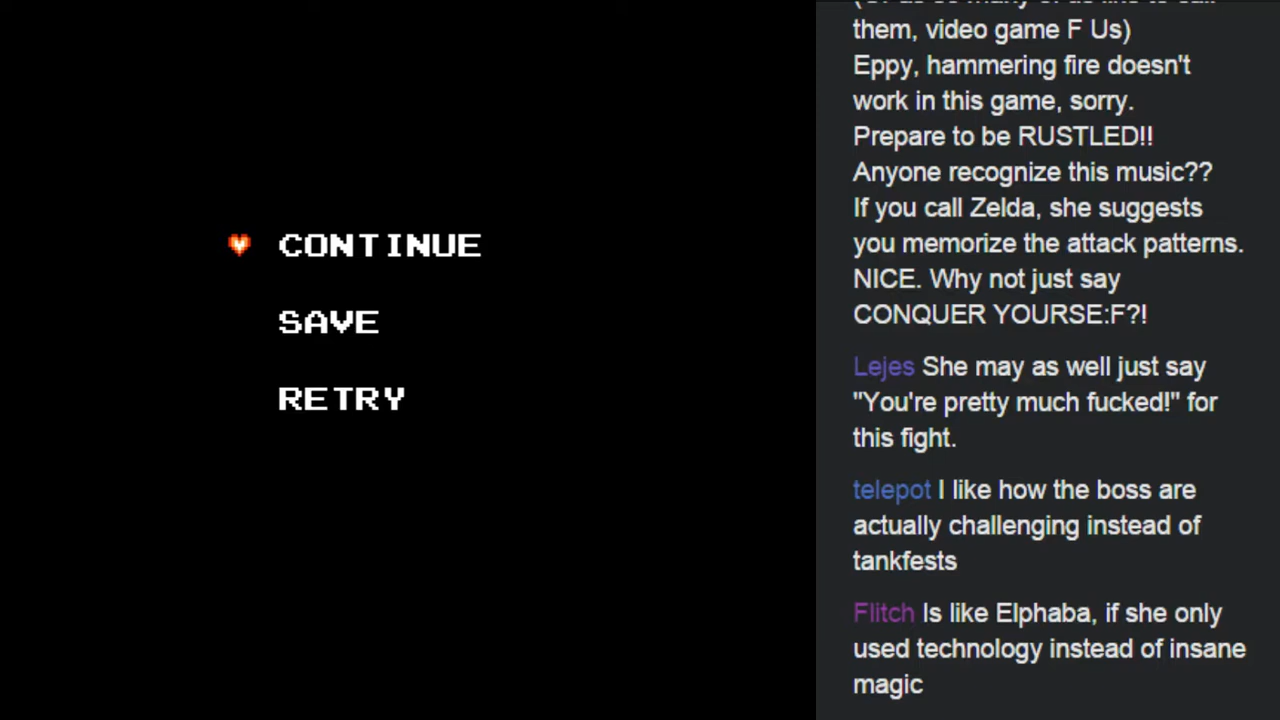 CONTINUE
SAVE
RETRY
them, video game F Us)
Eppy, hammering fire doesn't
work in this game, sorry.
Prepare to be RUSTLED!!
Anyone recognize this music??
If you call Zelda, she suggests
you memorize the attack patterns.
NICE. Why not just say
CONQUER YOURSE:F?!
Lejes She may as well just say
"You're pretty much fucked!" for
this fight.
telepot I like how the boss are
actually challenging instead of
tankfests
Flitch Is like Elphaba, if she only
used technology instead of insane
magic